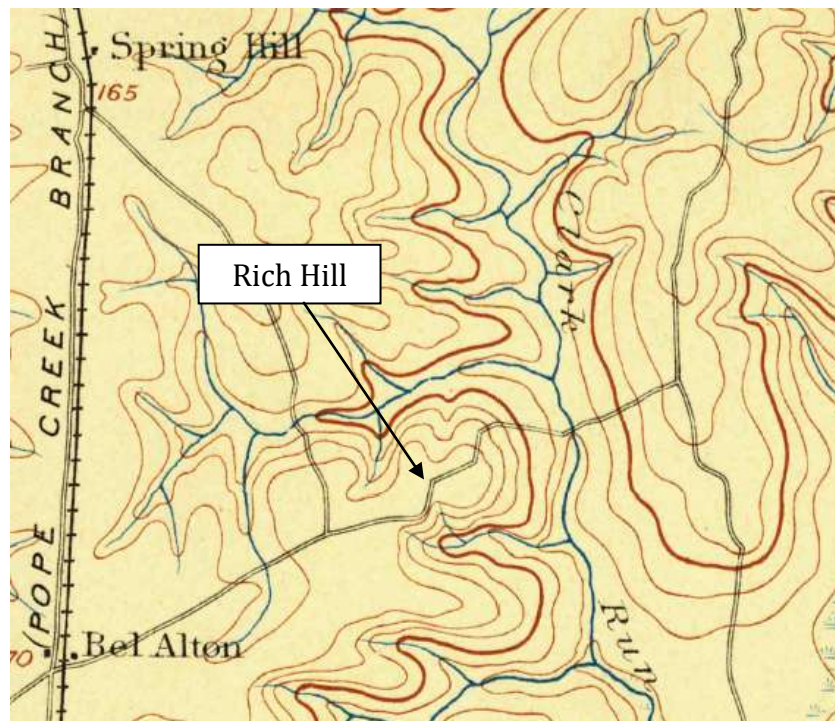 Spring Hill
165
Rich Hill
Clark
Run
(POPE CREEK BRANCH
Bel Alton
70